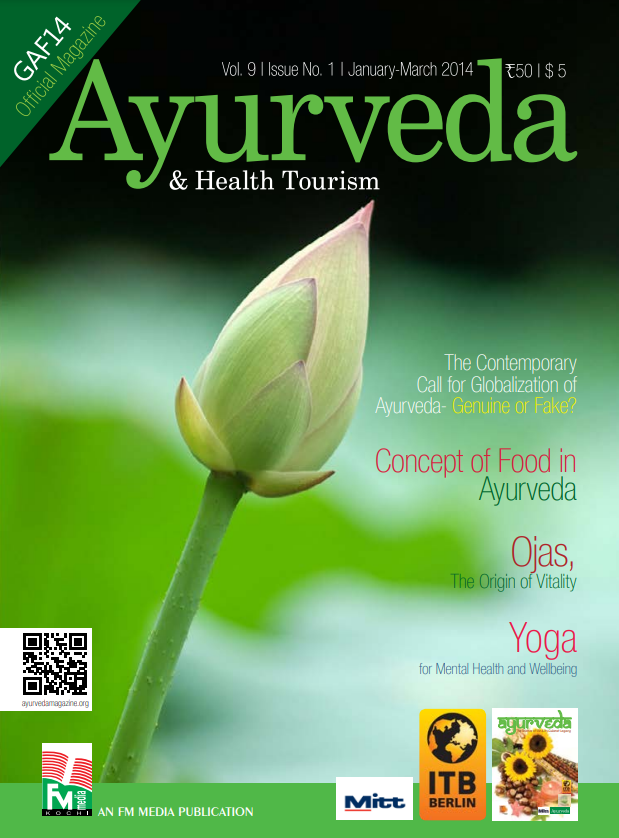 GAF14
Official Magazine
Vol. 9 I Issue No. 1 I January-March 2014
₹50 I $ 5
Ayurveda
& Health Tourism
The Contemporary
Call for Globalization of
Ayurveda- Genuine or Fake?
Concept of Food in
Ayurveda
Ojas,
The Origin of Vitality
Yoga
for Mental Health and Wellbeing
ayurvedamagazine.org
FM
media
KOCHI
AN FM MEDIA PUBLICATION
Mitt
ITB
BERLIN
ayurveda